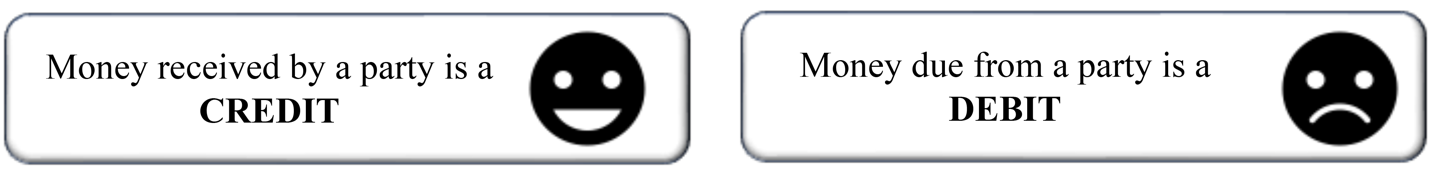 Money received by a party is a
CREDIT
Money due from a party is a
DEBIT